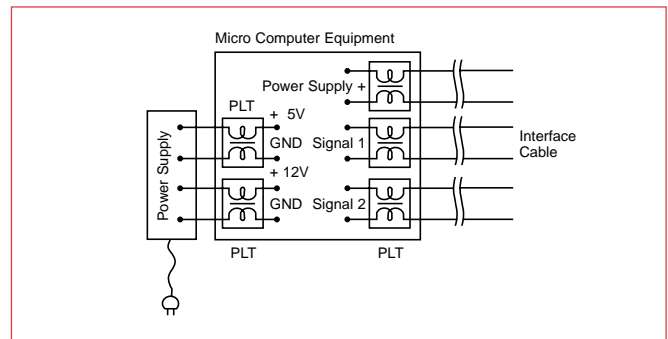 Micro Computer Equipment
Power Supply +
PLT
+ 5V
GND
Signal 1
Interface
Cable
Power Supply
+ 12V
GND
Signal 2
PLT
PLT